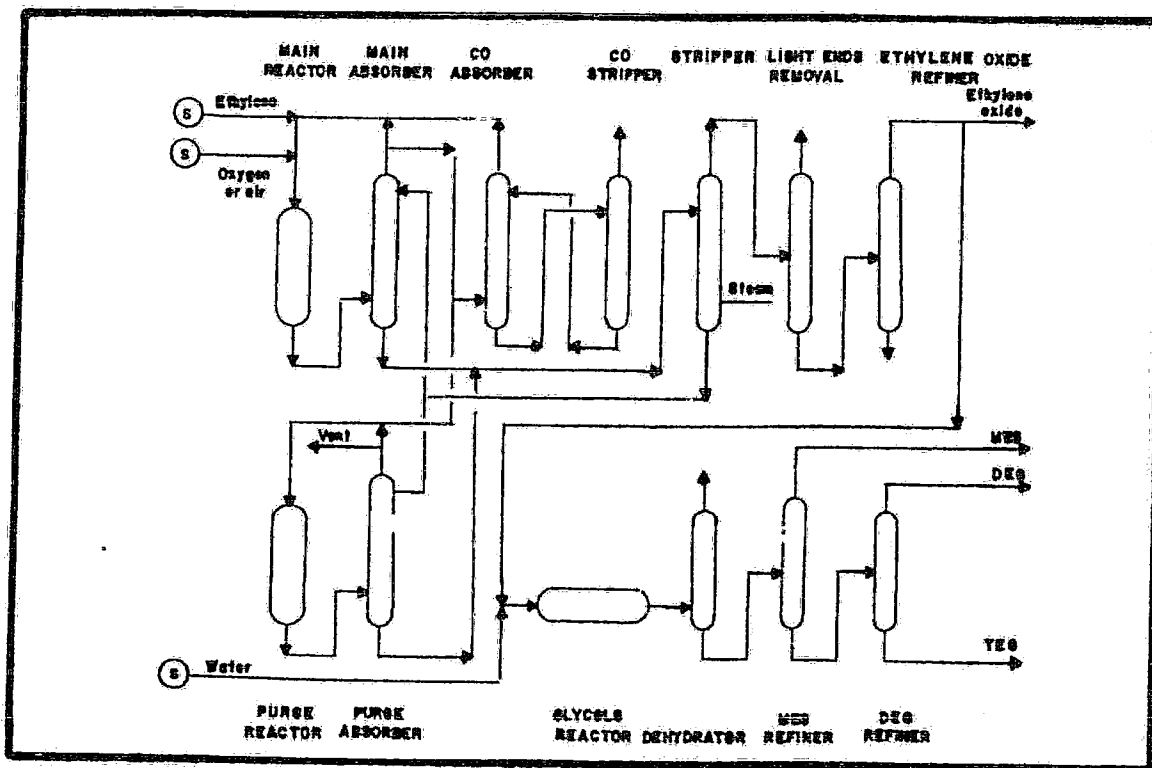 MAIN REACTOR
MAIN ABSORBER
CO ABSORBER
CO STRIPPER
STRIPPER
LIGHT ENDS REMOVAL
ETHYLENE OXIDE REFINER
S
Ethylene
Ethylene oxide
S
Oxygen or air
Steam
Vent
MEG
DEG
TEG
S
Water
PURGE REACTOR
PURGE ABSORBER
GLYCOLS REACTOR
DEHYDRATOR
MEG REFINER
DEG REFINER